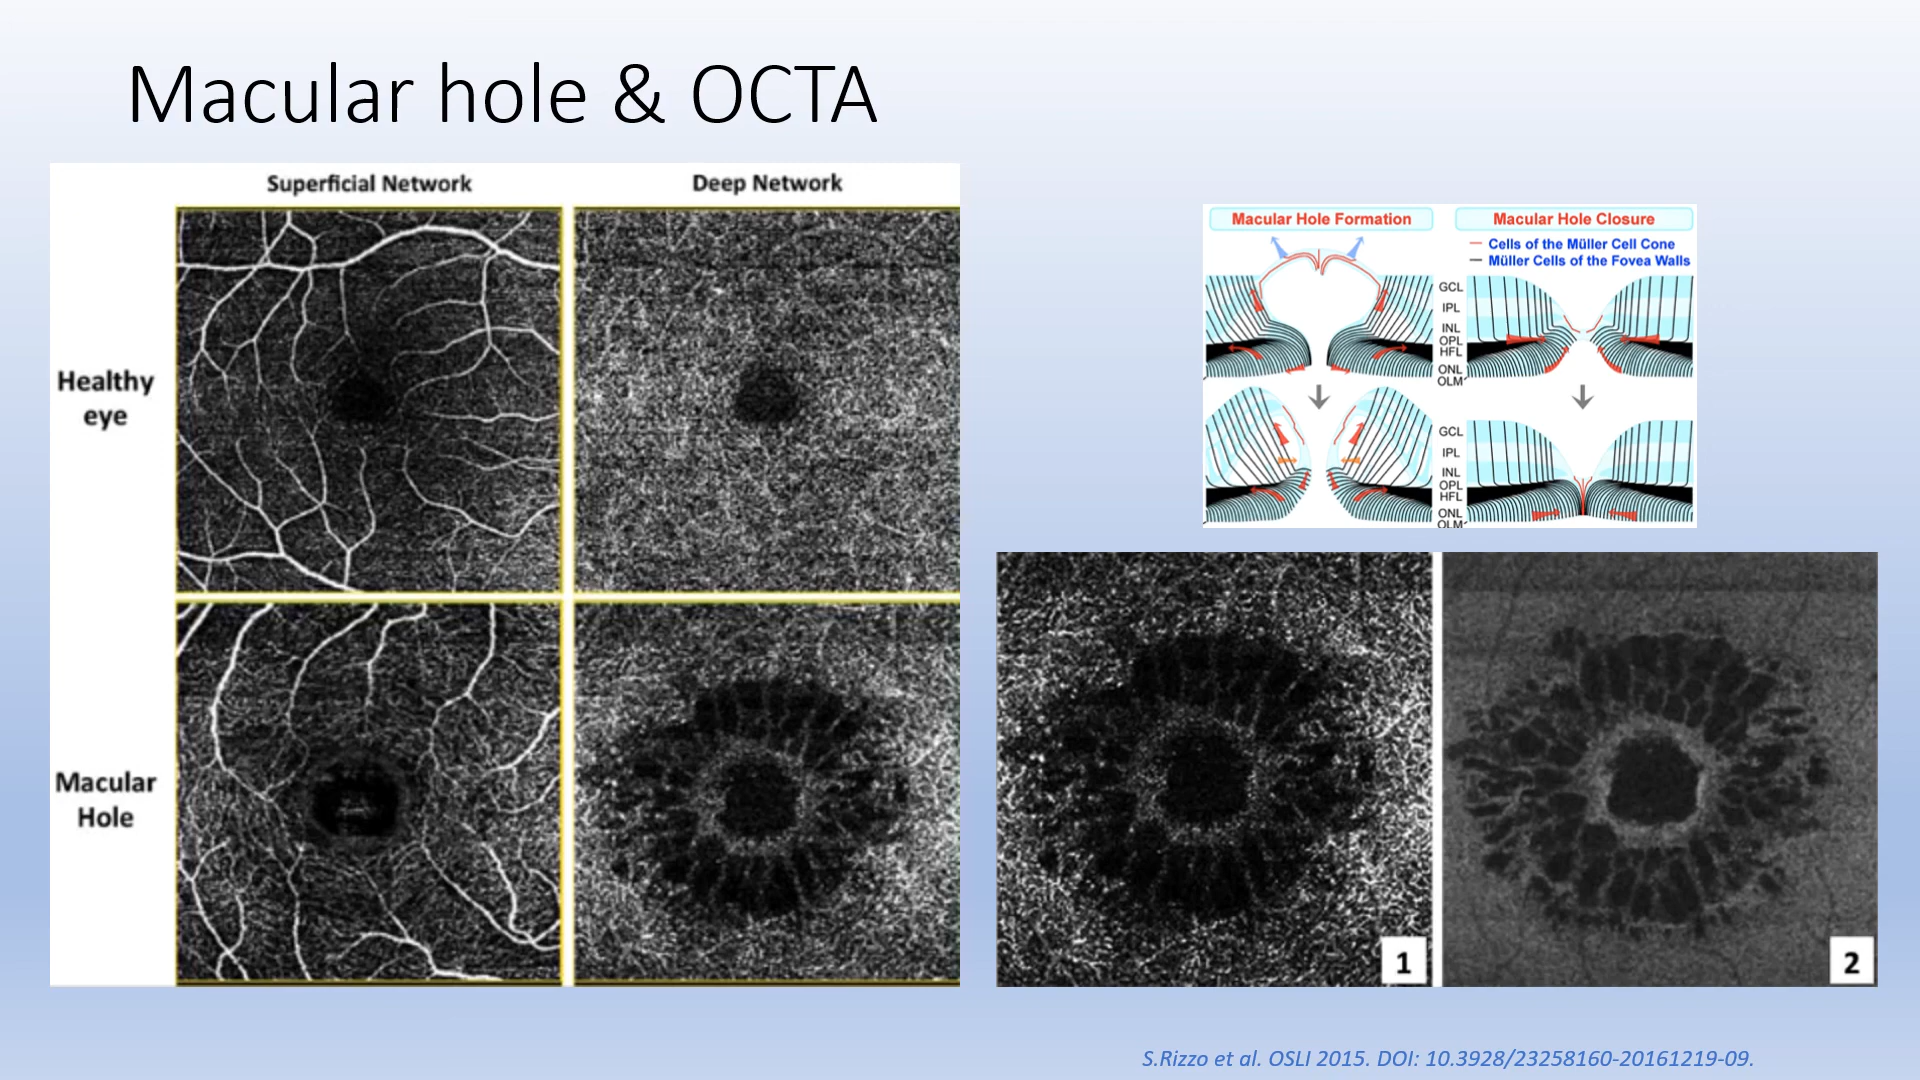 Macular hole & OCTA
Superficial Network
Deep Network
Healthy
eye
Macular
Hole
Macular Hole Formation
Macular Hole Closure
Cells of the Müller Cell Cone
Müller Cells of the Fovea Walls
GCL
IPL
INL
OPL
HFL
ONL
OLM
GCL
IPL
INL
OPL
HFL
ONL
OLM
1
2
S.Rizzo et al. OSLI 2015. DOI: 10.3928/23258160-20161219-09.